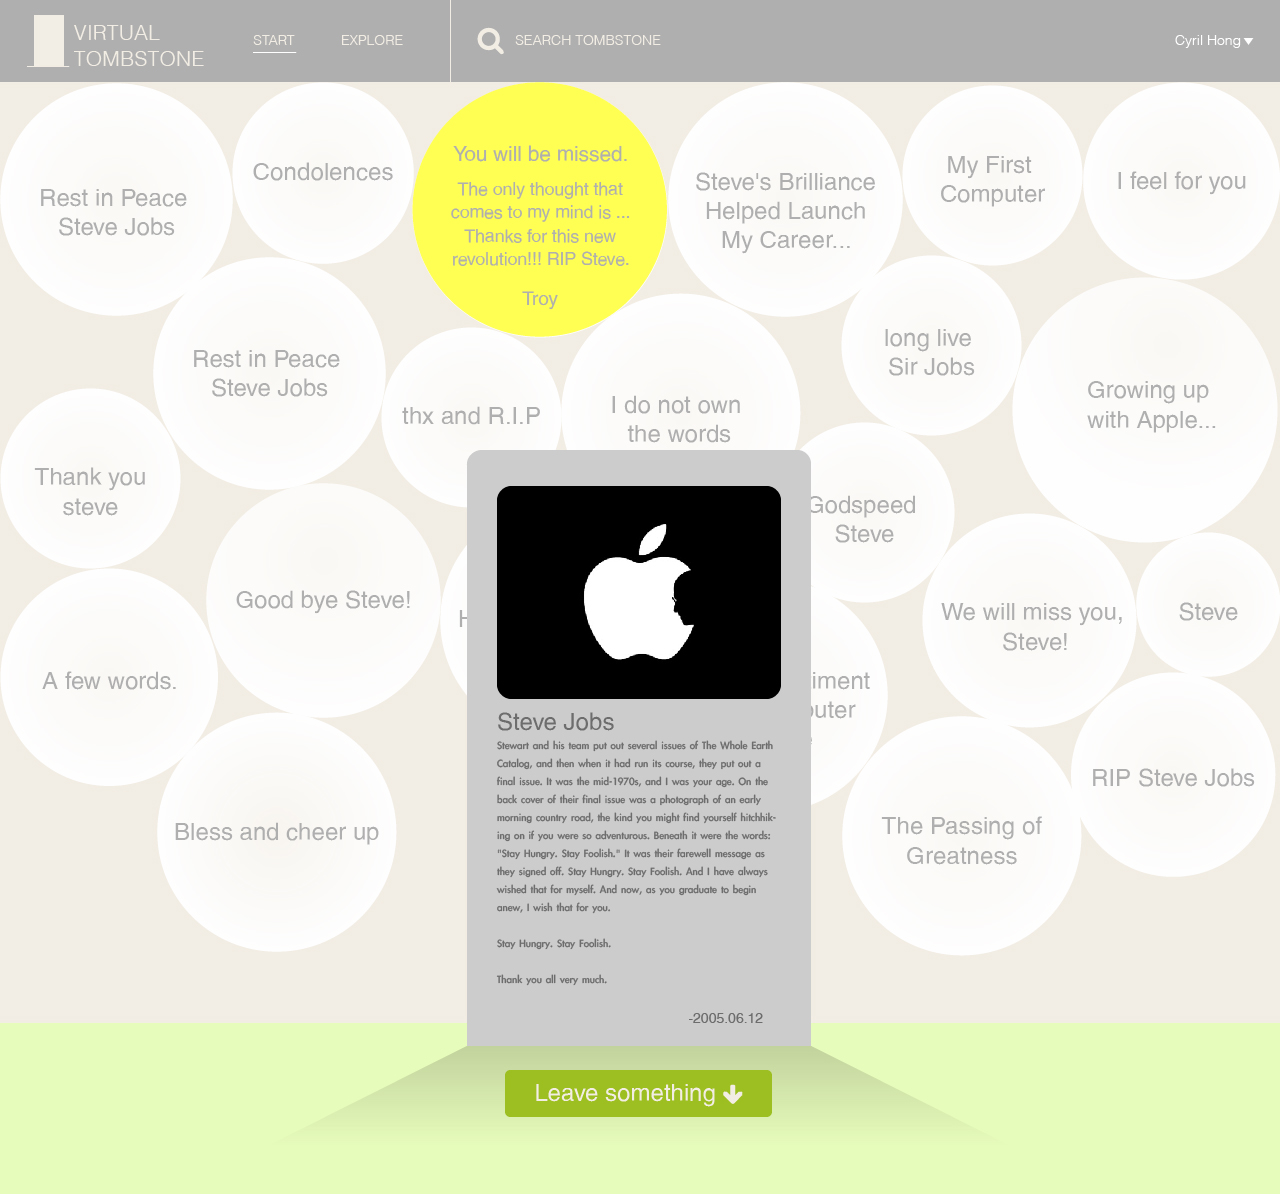 VIRTUAL
TOMBSTONE
START
EXPLORE
SEARCH TOMBSTONE
Cyril Hong
Rest in Peace
Steve Jobs
Condolences
You will be missed.
The only thought that
comes to my mind is ...
Thanks for this new
revolution!!! RIP Steve.
Troy
Steve's Brilliance
Helped Launch
My Career...
My First
Computer
I feel for you
Rest in Peace
Steve Jobs
thx and R.I.P
I do not own
the words
long live
Sir Jobs
Growing up
with Apple...
Thank you
steve
Good bye Steve!
Godspeed
Steve
We will miss you,
Steve!
Steve
A few words.
Bless and cheer up
The Passing of
Greatness
RIP Steve Jobs
Steve Jobs
Stewart and his team put out several issues of The Whole Earth
Catalog, and then when it had run its course, they put out a
final issue. It was the mid-1970s, and I was your age. On the
back cover of their final issue was a photograph of an early
morning country road, the kind you might find yourself hitchhik-
ing on if you were so adventurous. Beneath it were the words:
"Stay Hungry. Stay Foolish." It was their farewell message as
they signed off. Stay Hungry. Stay Foolish. And I have always
wished that for myself. And now, as you graduate to begin
anew, I wish that for you.
Stay Hungry. Stay Foolish.
Thank you all very much.
-2005.06.12
Leave something